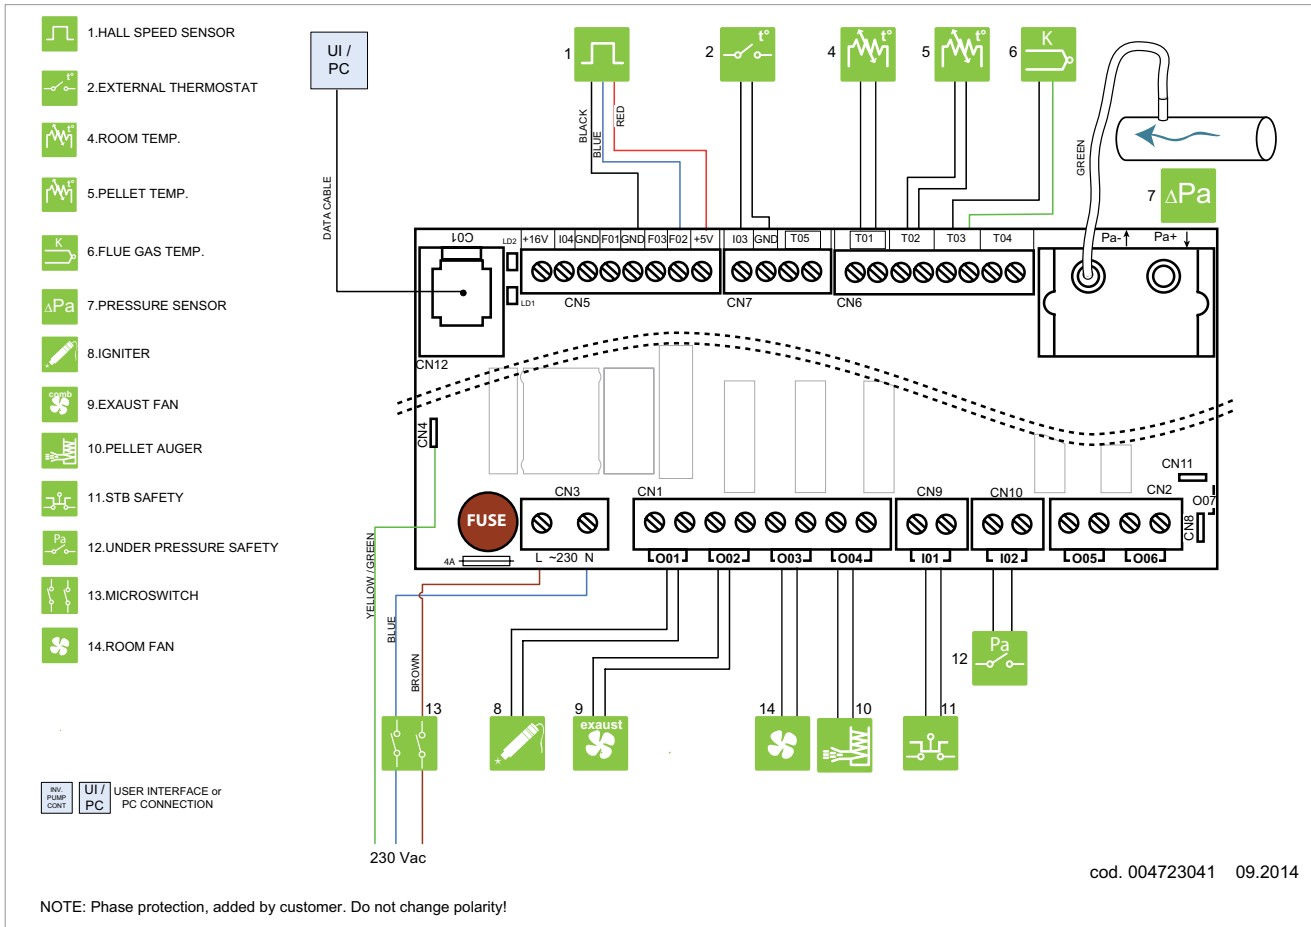 1.HALL SPEED SENSOR
t°
2.EXTERNAL THERMOSTAT
t°
4.ROOM TEMP.
t°
5.PELLET TEMP.
K
6.FLUE GAS TEMP.
ΔPa
7.PRESSURE SENSOR
8.IGNITER
comb
9.EXAUST FAN
10.PELLET AUGER
11.STB SAFETY
Pa
12.UNDER PRESSURE SAFETY
13.MICROSWITCH
14.ROOM FAN
INV.
PUMP
CONT
UI /
PC
USER INTERFACE or
PC CONNECTION
UI /
PC
DATA CABLE
1
BLACK
BLUE
RED
2
t°
4
t°
5
t°
6
K
GREEN
7
ΔPa
C01
LD2
+16V I04 GND F01 GND F03 F02 +5V
I03 GND T05
T01 T02 T03 T04
Pa- Pa+
LD1
CN5
CN7
CN6
CN12
CN4
CN11
CN3
CN1
CN9
CN10
CN2
O07
CN8
FUSE
4A
L ~230 N
O01 O02 O03 O04
I01
I02
O05 O06
YELLOW /GREEN
BLUE
BROWN
12
Pa
13
8
9
exaust
14
10
11
230 Vac
cod. 004723041 09.2014
NOTE: Phase protection, added by customer. Do not change polarity!